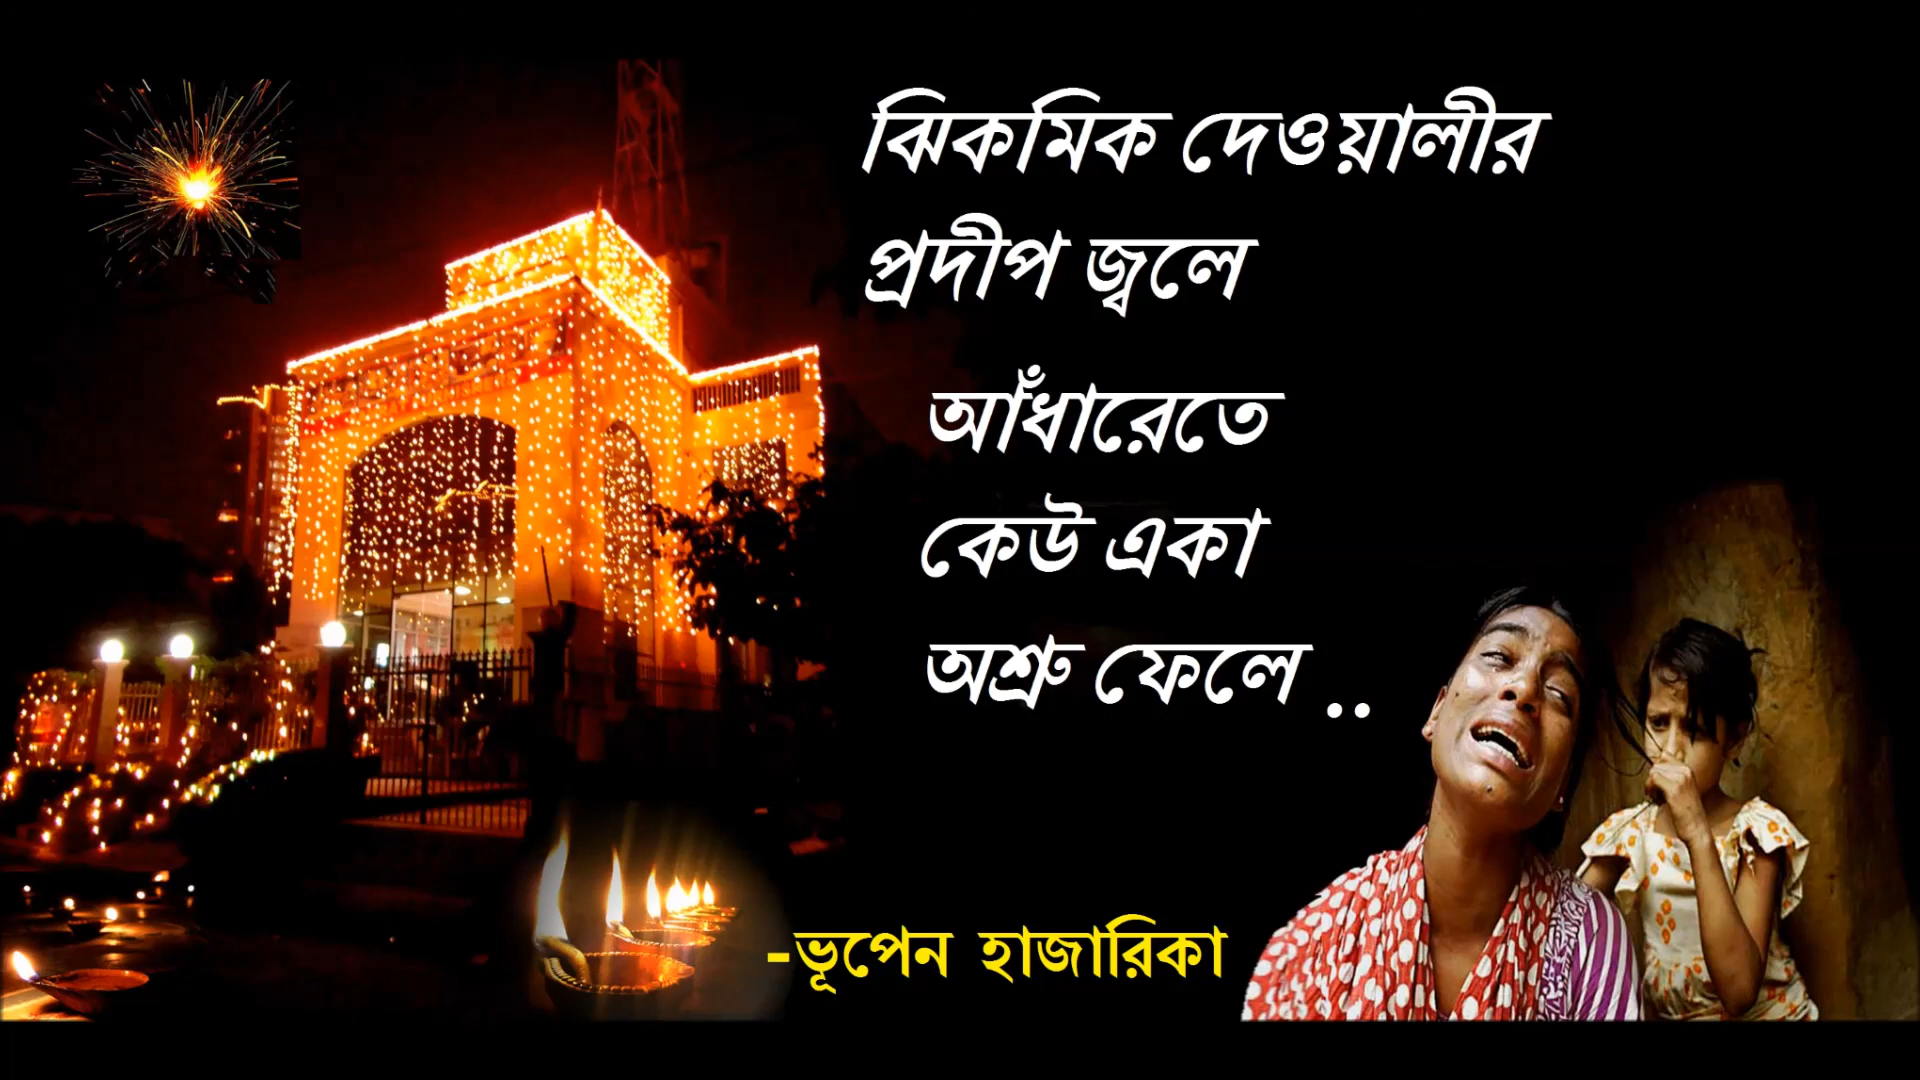 ঝিকমিক দেওয়ালীর
প্রদীপ জ্বলে
আঁধারেতে
কেউ একা
অশ্রু ফেলে ..
-ভূপেন হাজারিকা